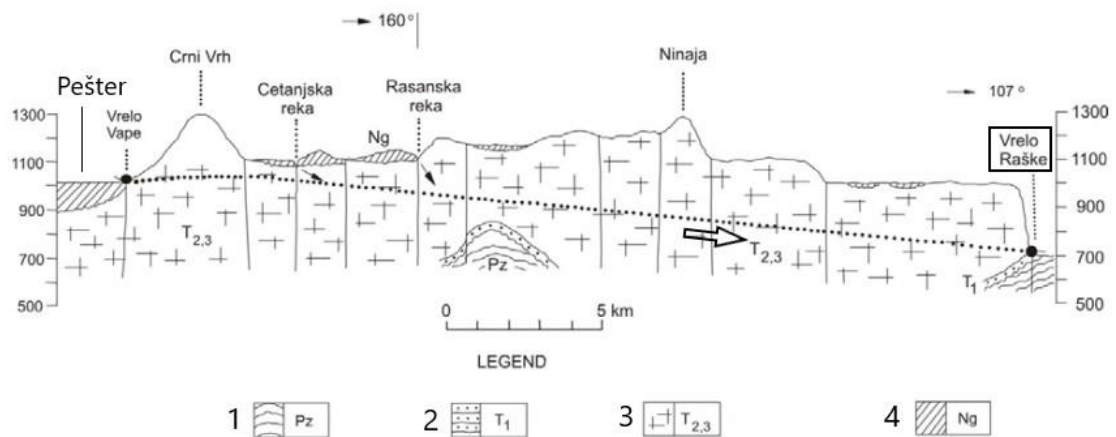 160°
Crni Vrh
Ninaja
Pešter
Cetanjska
reka
Rasanska
reka
107°
Vrelo
Vape
Ng
Vrelo
Raške
1300
1100
900
700
500
1300
1100
900
700
500
T2,3
Pz
T2,3
T1
0 5 km
LEGEND
1 Pz 2 T1 3 T2,3 4 Ng